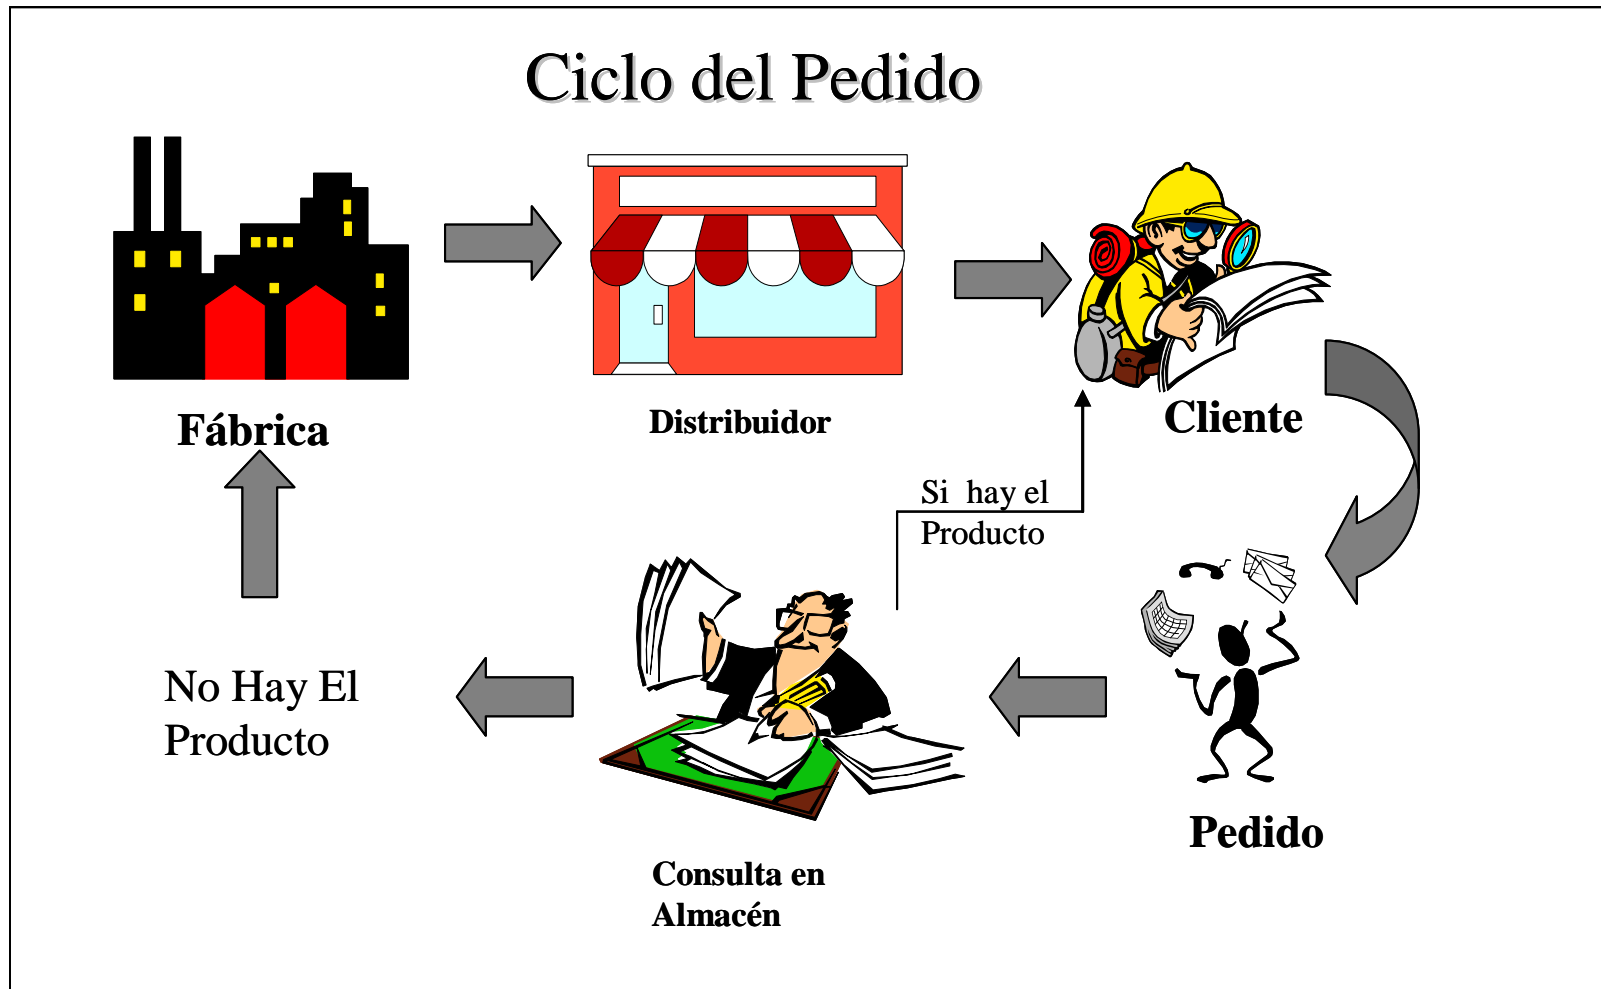 Ciclo del Pedido
Fábrica
Distribuidor
Cliente
Si hay el
Producto
No Hay El
Producto
Pedido
Consulta en
Almacén